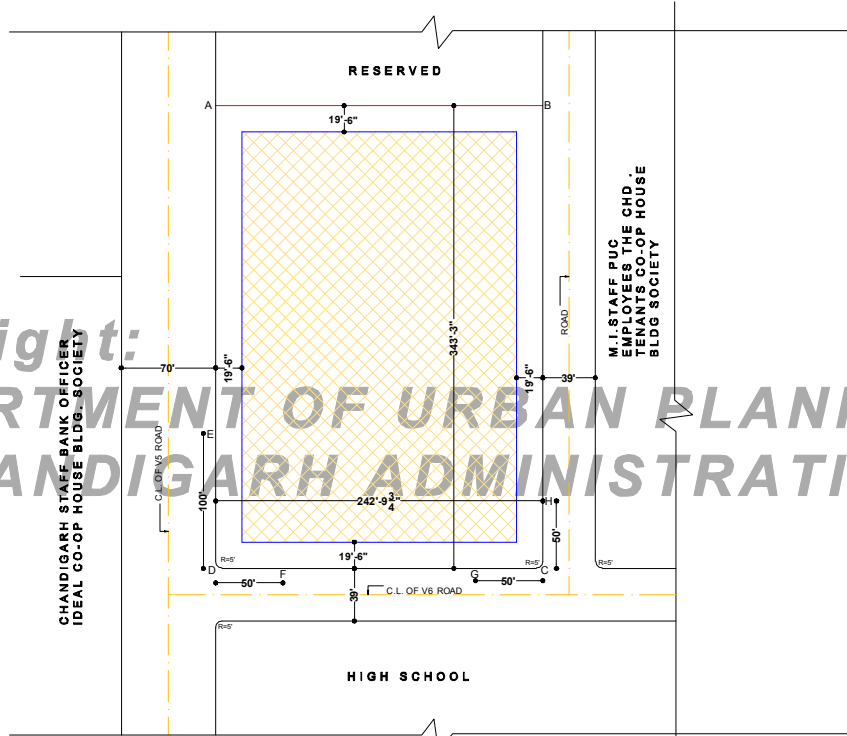 RESERVED
A
B
19'-6"
M.I.STAFF PUC
EMPLOYEES THE CHD .
TENANTS CO-OP HOUSE
BLDG SOCIETY
ROAD
343'-3"
ight:
CHANDIGARH STAFF BANK OFFICER
IDEAL CO-OP HOUSE BLDG. SOCIETY
70'
19'-6"
19'-6"
39'
RTMENT OF URBAN PLANN
E
C.L. OF V5 ROAD
ANDIGARH ADMINISTRATI
100'
242'-9 3/4"
H
50'
19'-6"
R=5'
R=5'
R=5'
D
F
G
C
50'
50'
39'
C.L. OF V6 ROAD
R=5'
HIGH SCHOOL